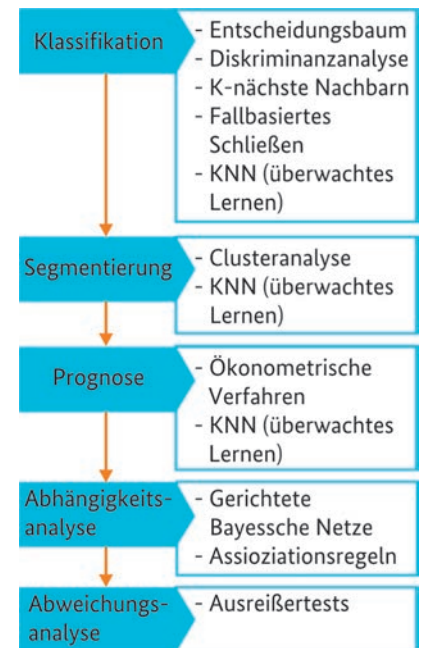 Klassifikation
- Entscheidungsbaum
- Diskriminanzanalyse
- K-nächste Nachbarn
- Fallbasiertes
Schließen
- KNN (überwachtes
Lernen)
Segmentierung
- Clusteranalyse
- KNN (überwachtes
Lernen)
Prognose
- Ökonometrische
Verfahren
- KNN (überwachtes
Lernen)
Abhängigkeits-
analyse
- Gerichtete
Bayessche Netze
- Assioziationsregeln
Abweichungs-
analyse
- Ausreißertests